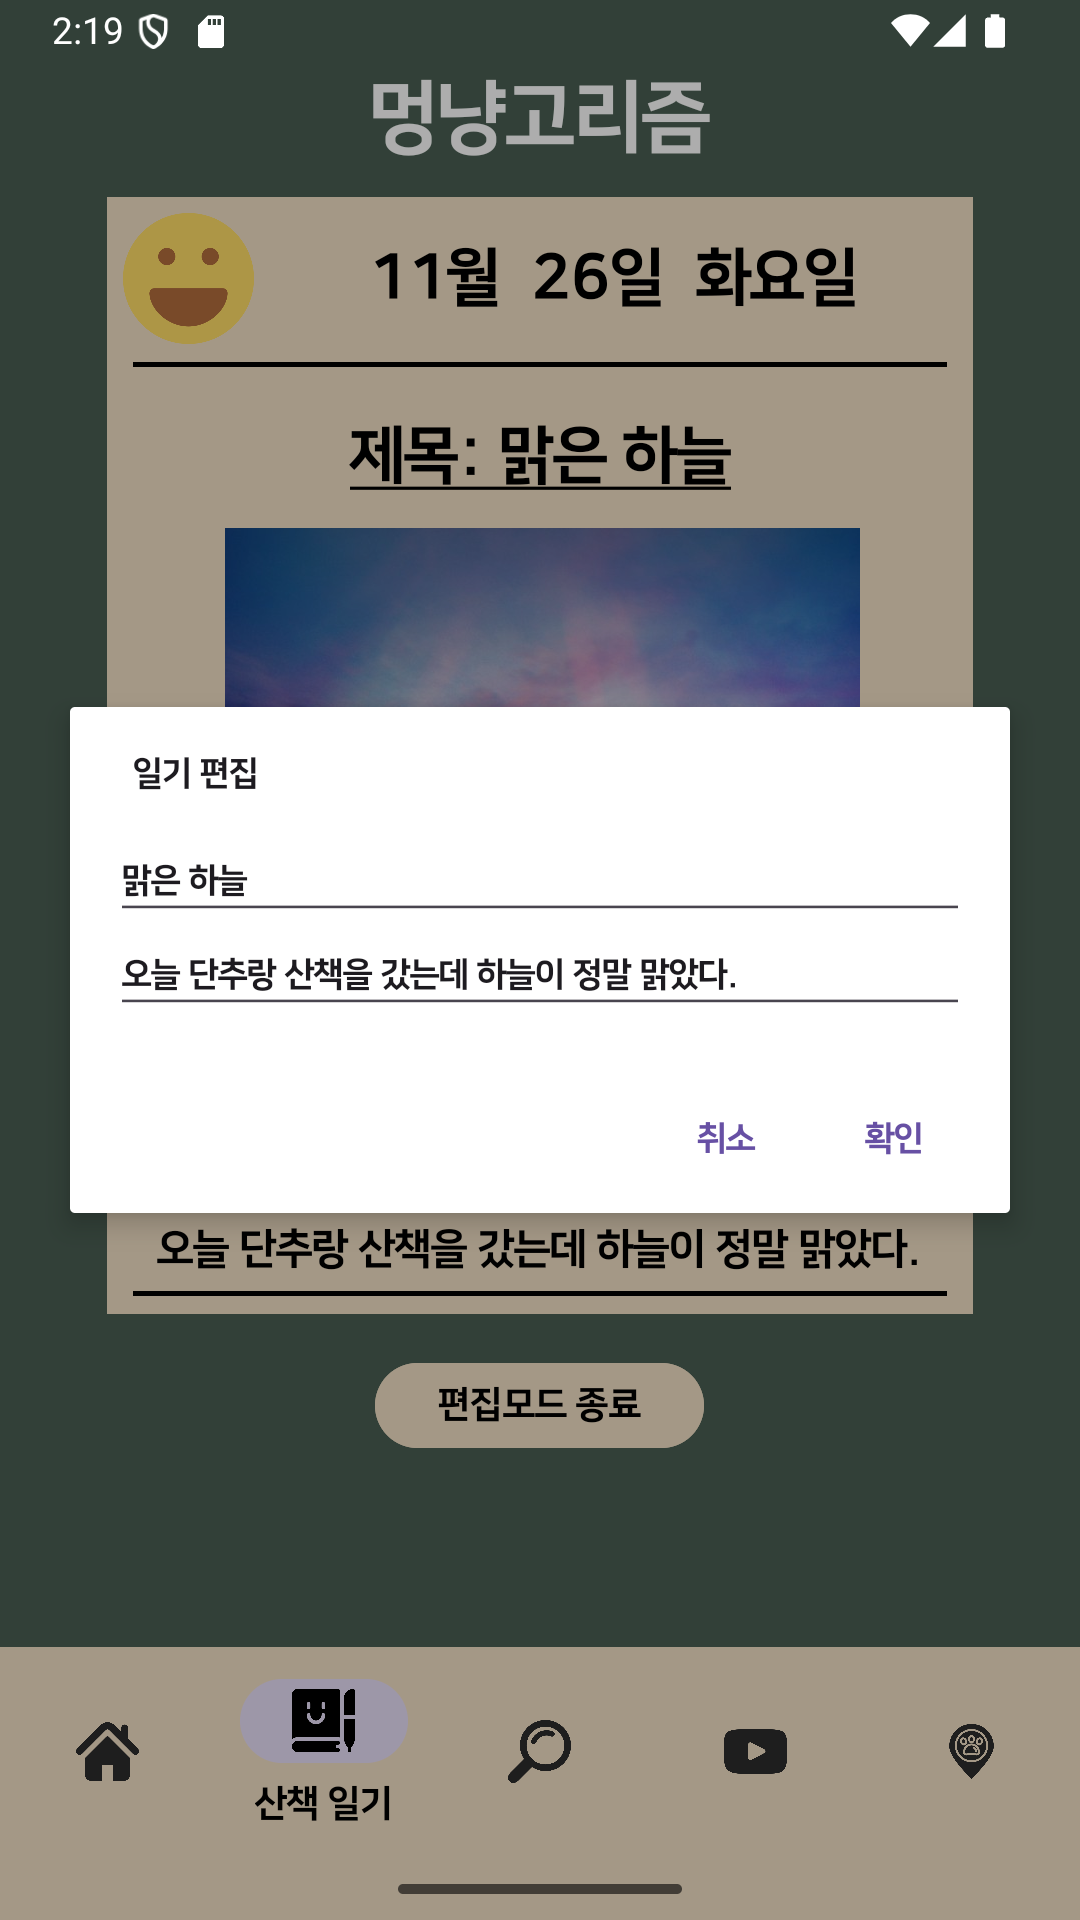 2:19
멍냥고리즘
11월 26일 화요일
제목: 맑은 하늘
일기 편집
맑은 하늘
오늘 단추랑 산책을 갔는데 하늘이 정말 맑았다.
취소 확인
오늘 단추랑 산책을 갔는데 하늘이 정말 맑았다.
편집모드 종료
산책 일기